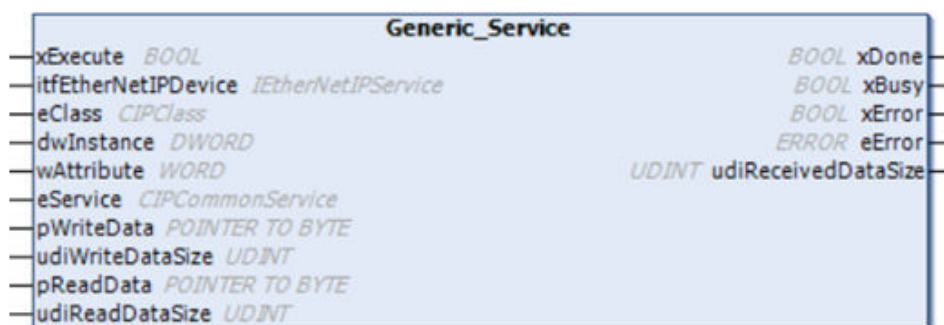 Generic_Service
xExecute BOOL BOOL xDone
itfEtherNetIPDevice IEtherNetIPService BOOL xBusy
eClass CIPClass BOOL xError
dwInstance DWORD ERROR eError
wAttribute WORD UDINT udiReceivedDataSize
eService CIPCommonService
pWriteData POINTER TO BYTE
udiWriteDataSize UDINT
pReadData POINTER TO BYTE
udiReadDataSize UDINT